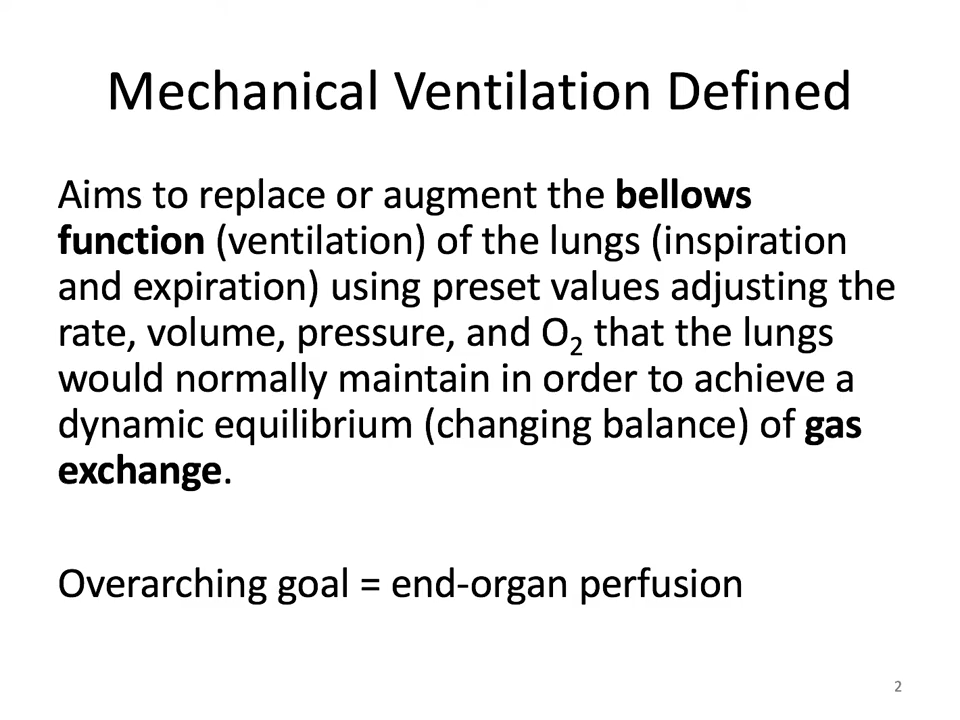 Mechanical Ventilation Defined
Aims to replace or augment the bellows
function (ventilation) of the lungs (inspiration
and expiration) using preset values adjusting the
rate, volume, pressure, and O₂ that the lungs
would normally maintain in order to achieve a
dynamic equilibrium (changing balance) of gas
exchange.
Overarching goal = end-organ perfusion
2